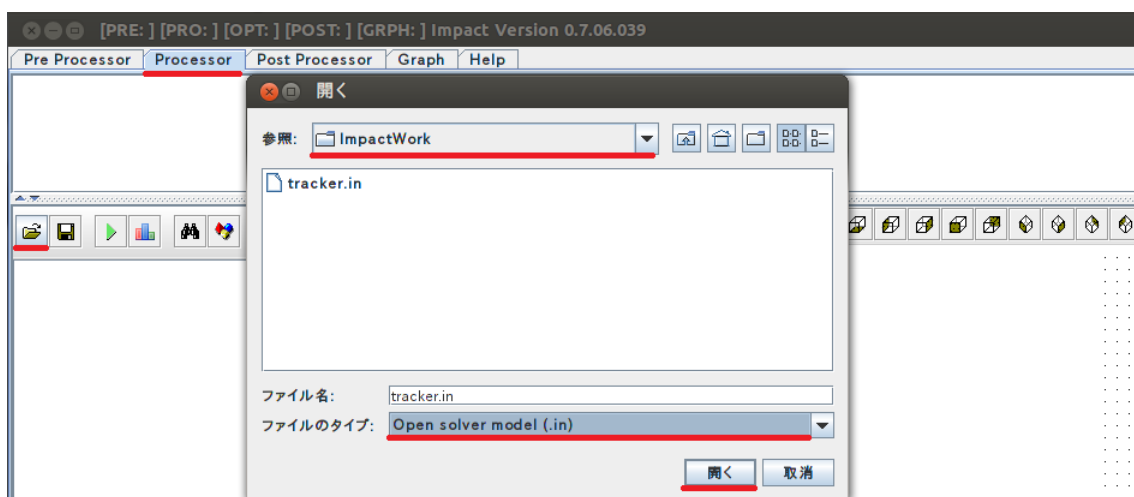 [PRE: ] [PRO: ] [OPT: ] [POST: ] [GRPH: ] Impact Version 0.7.06.039
Pre Processor Processor Post Processor Graph Help
開く
参照: ImpactWork
tracker.in
ファイル名: tracker.in
ファイルのタイプ: Open solver model (.in)
開く 取消